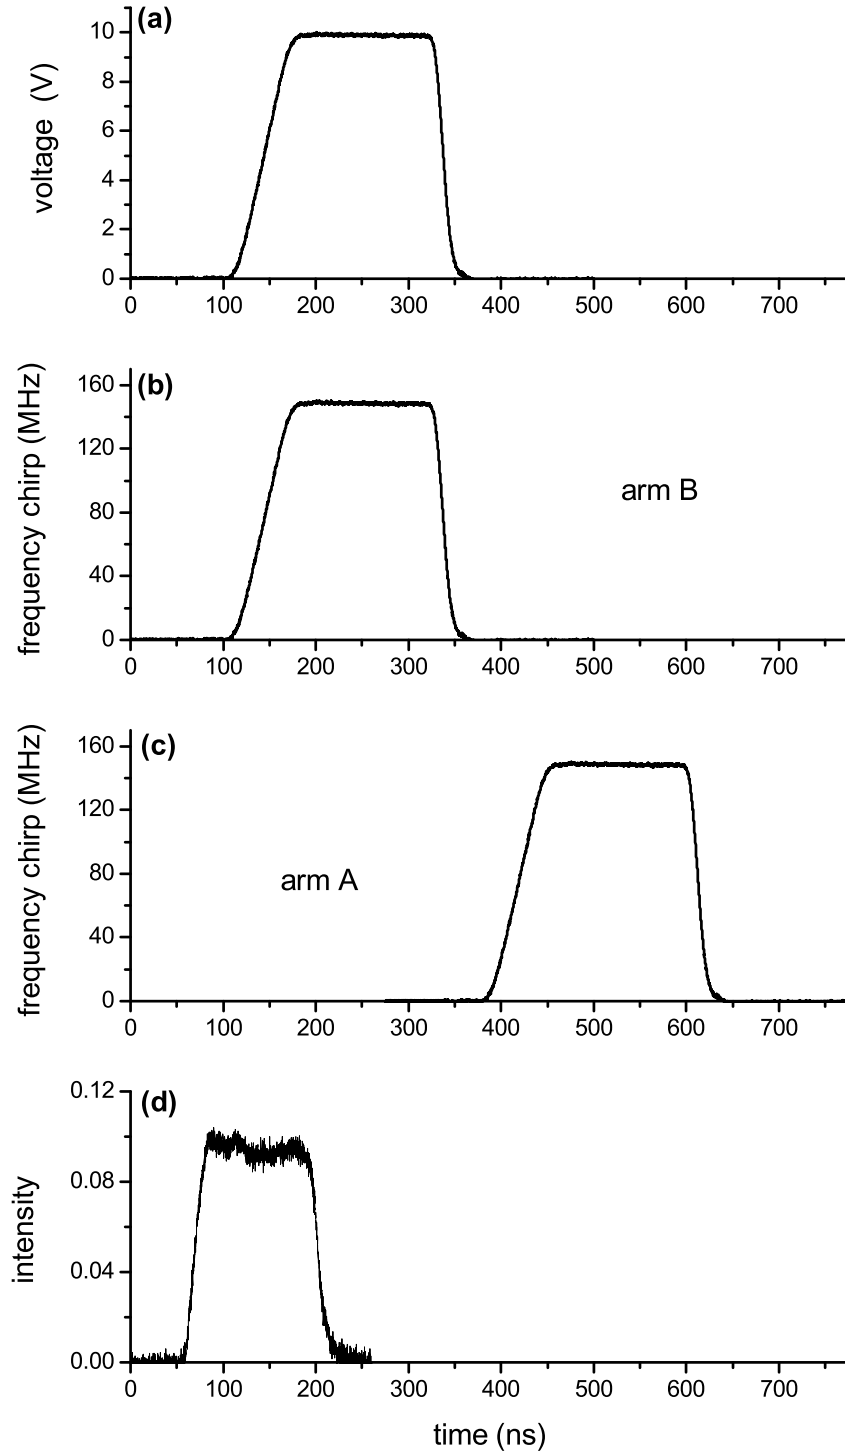 (a)
voltage (V)
10
8
6
4
2
0
0 100 200 300 400 500 600 700
(b)
frequency chirp (MHz)
160
120
80
40
0
arm B
0 100 200 300 400 500 600 700
(c)
frequency chirp (MHz)
160
120
80
40
0
arm A
0 100 200 300 400 500 600 700
(d)
intensity
0.12
0.08
0.04
0.00
0 100 200 300 400 500 600 700
time (ns)